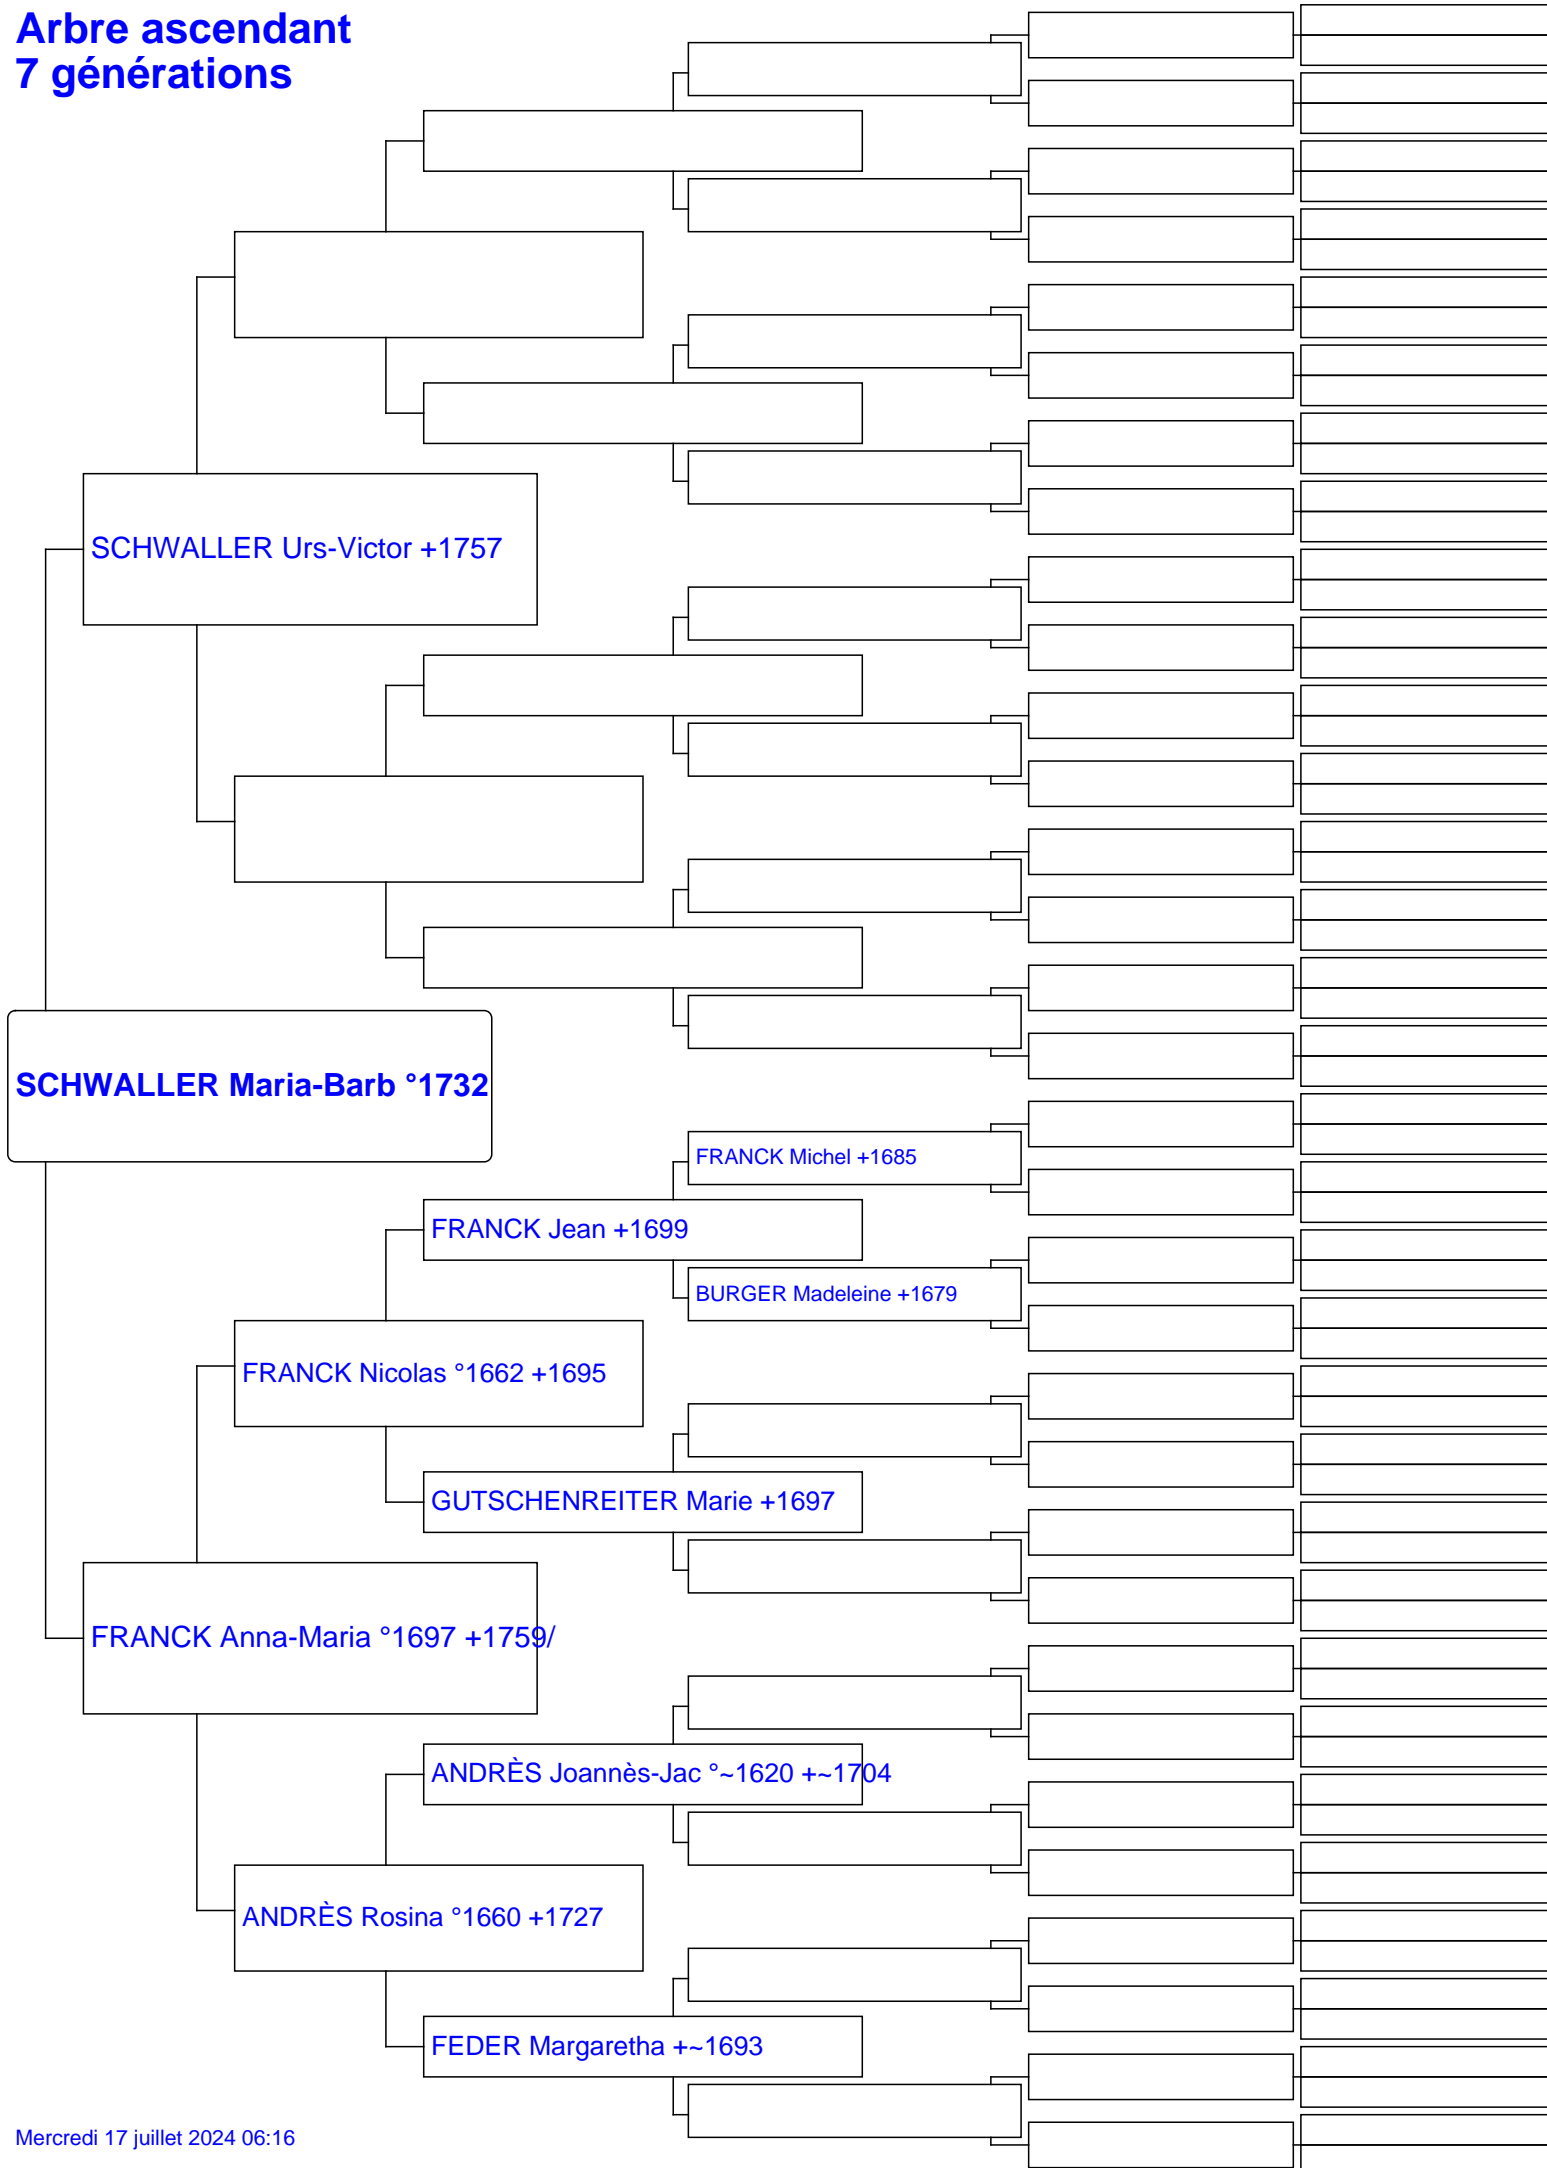 Arbre ascendant
7 générations
SCHWALLER Urs-Victor +1757
SCHWALLER Maria-Barb °1732
FRANCK Michel +1685
FRANCK Jean +1699
BURGER Madeleine +1679
FRANCK Nicolas °1662 +1695
GUTSCHENREITER Marie +1697
FRANCK Anna-Maria °1697 +1759/
ANDRÈS Joannès-Jac °~1620 +~1704
ANDRÈS Rosina °1660 +1727
FEDER Margaretha +~1693
Mercredi 17 juillet 2024 06:16